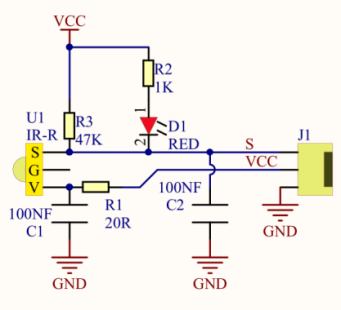 VCC
R2
1K
1
U1
IR-R
R3
47K
D1
2
RED
S
J1
S
G
V
VCC
100NF
C1
R1
20R
100NF
C2
GND
GND
GND